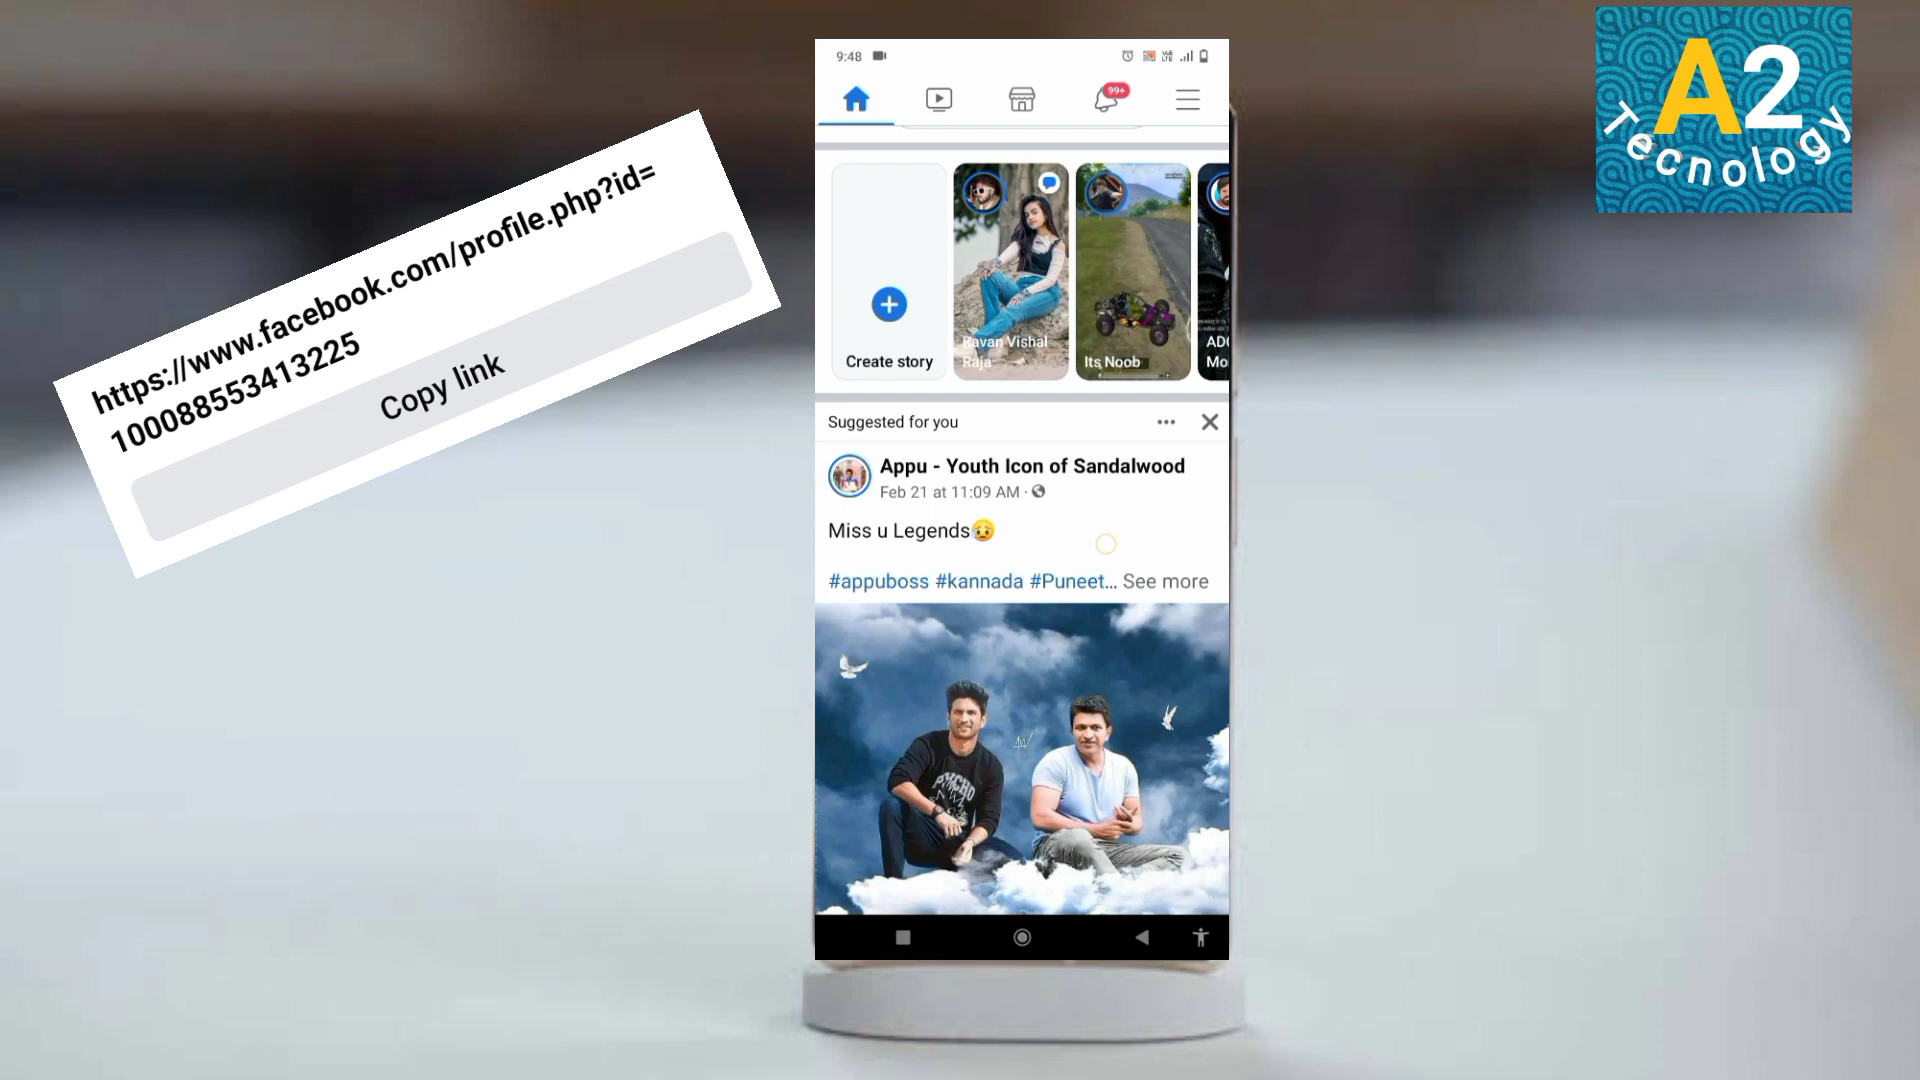 https://www.facebook.com/profile.php?id=
100088553413225
Copy link
9:48
99+
Create story
Ravan Vishal
Raja
Its Noob
Suggested for you
Appu - Youth Icon of Sandalwood
Feb 21 at 11:09 AM ·
Miss u Legends😥
#appuboss #kannada #Puneet... See more
PSYCHO
A2
Tecnology